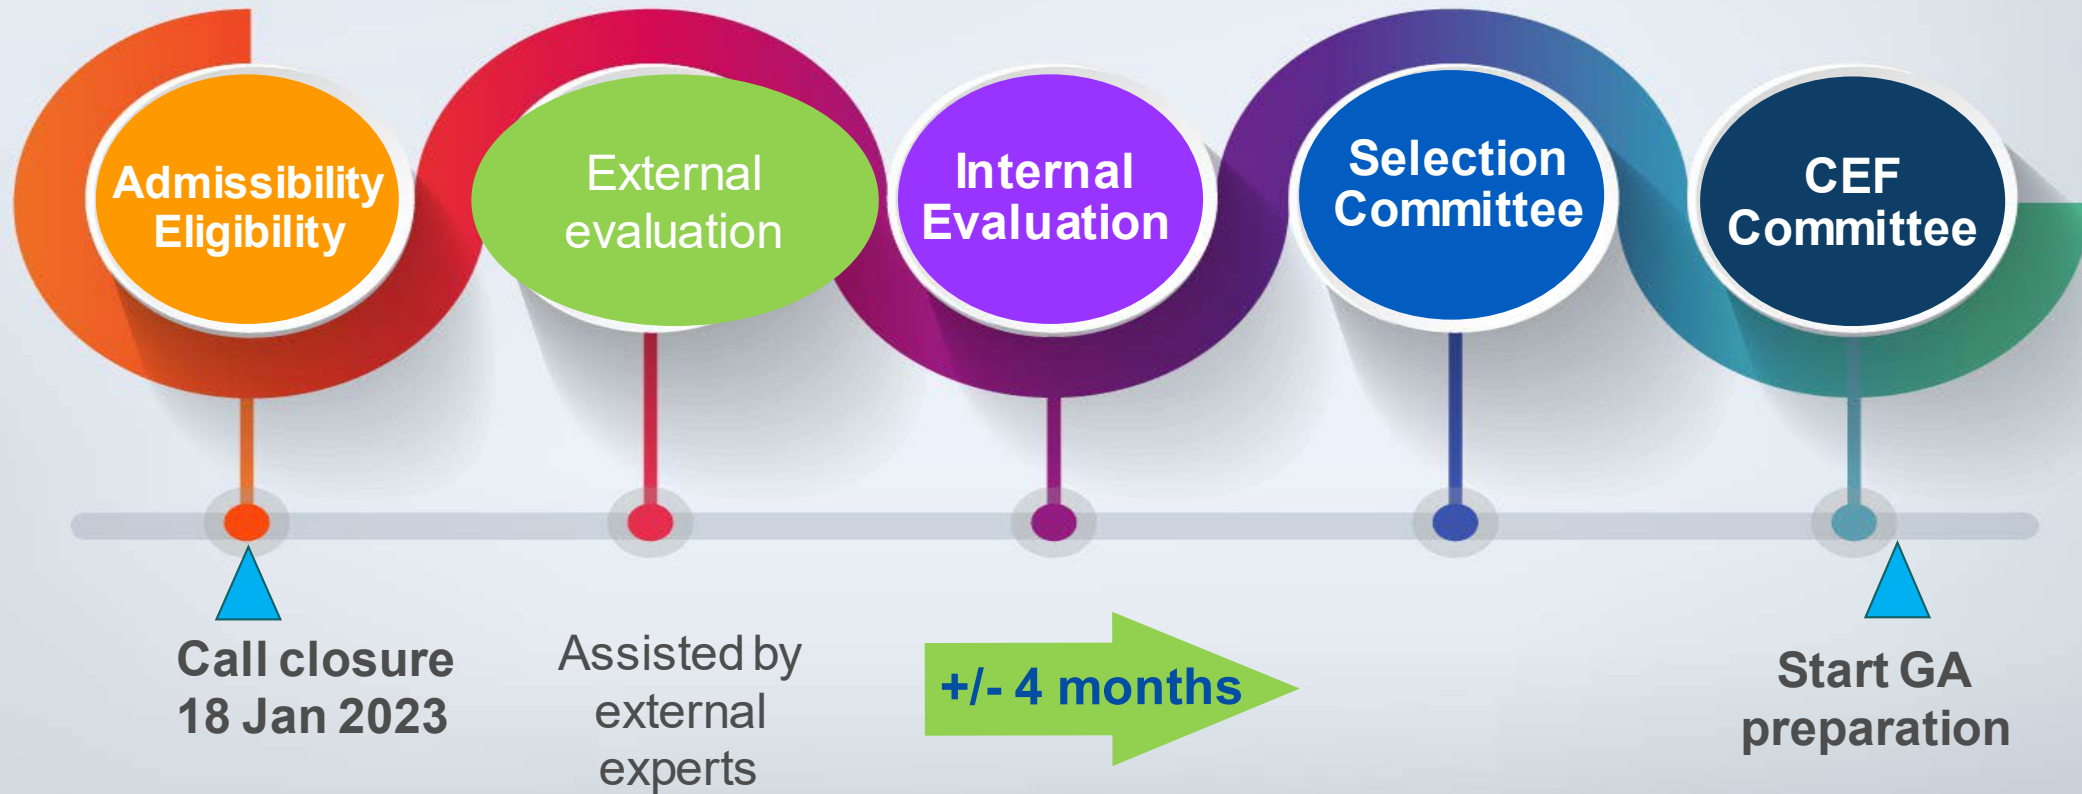 Admissibility
Eligibility
External
evaluation
Internal
Evaluation
Selection
Committee
CEF
Committee
Call closure
18 Jan 2023
Assisted by
external
experts
+/- 4 months
Start GA
preparation